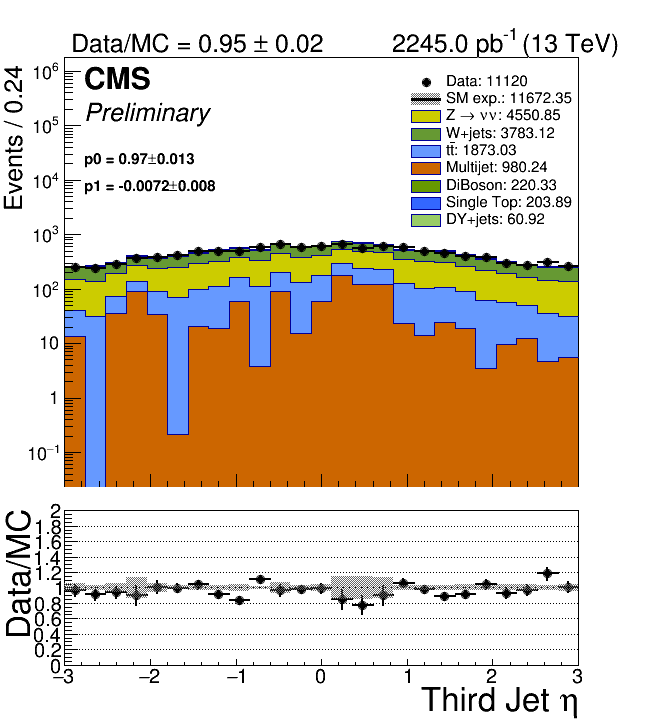 Data/MC = 0.95 ± 0.02 2245.0 pb⁻¹ (13 TeV)
CMS
Preliminary
p0 = 0.97±0.013
p1 = -0.0072±0.008
Data: 11120
SM exp.: 11672.35
Z → νν: 4550.85
W+jets: 3783.12
tt̄: 1873.03
Multijet: 980.24
DiBoson: 220.33
Single Top: 203.89
DY+jets: 60.92
Events / 0.24
10⁶
10⁵
10⁴
10³
10²
10
1
10⁻¹
Data/MC
2
1.8
1.6
1.4
1.2
1
0.8
0.6
0.4
0.2
0
−3 −2 −1 0 1 2 3
Third Jet η